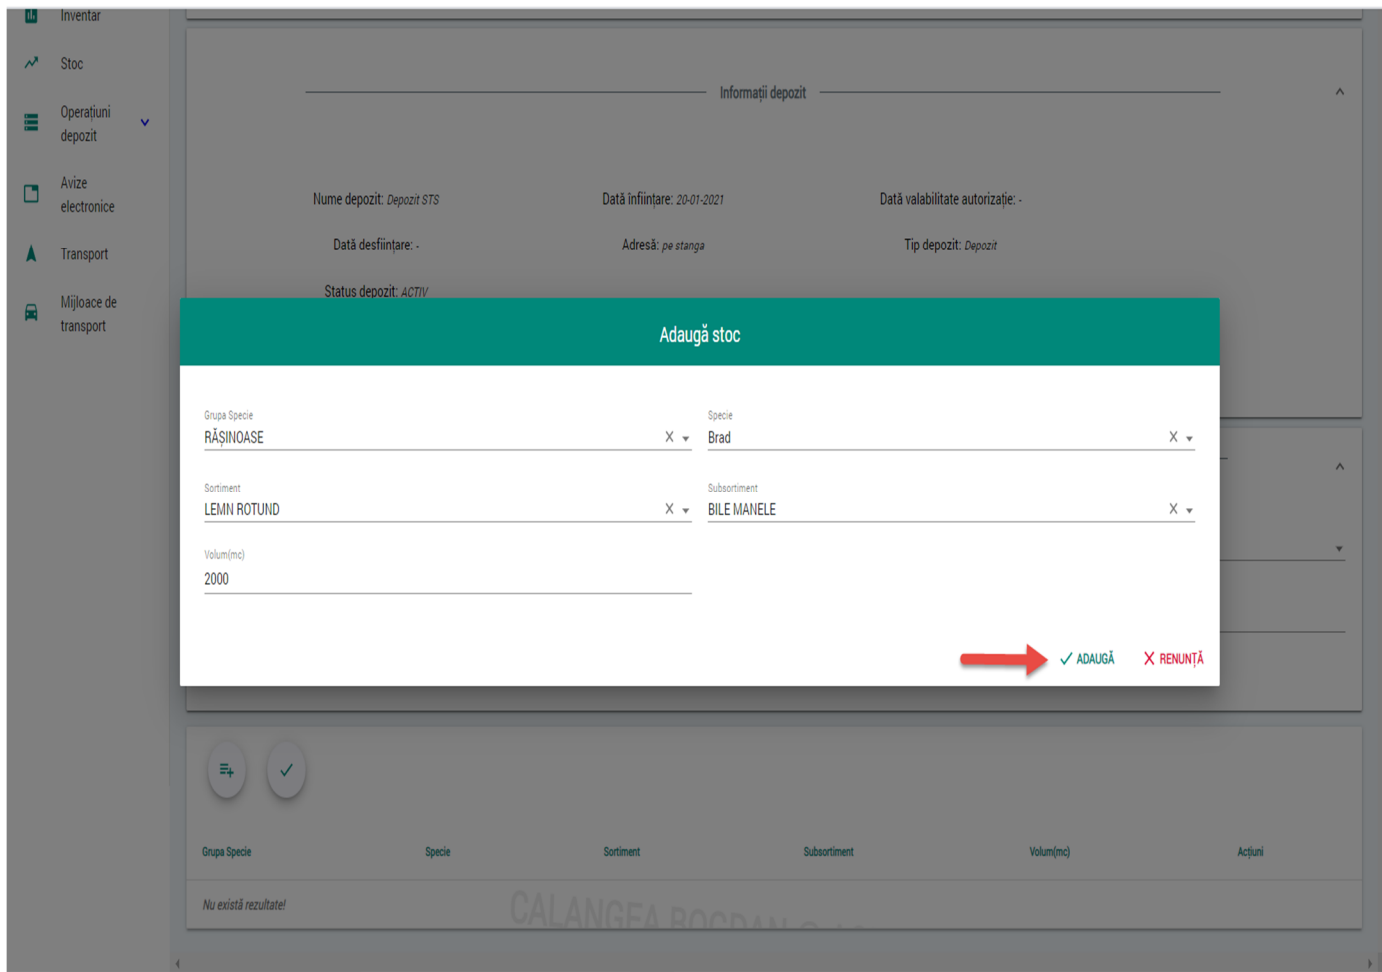 Inventar
Stoc
Operațiuni
depozit
Avize
electronice
Transport
Mijloace de
transport
Informații depozit
Nume depozit: Depozit STS
Dată înființare: 20-01-2021
Dată valabilitate autorizație: -
Dată desființare: -
Adresă: pe stanga
Tip depozit: Depozit
Status depozit: ACTIV
Adaugă stoc
Grupa Specie
RĂȘINOASE
Specie
Brad
Sortiment
LEMN ROTUND
Subsortiment
BILE MANELE
Volum(mc)
2000
ADAUGĂ
RENUNȚĂ
Grupa Specie
Specie
Sortiment
Subsortiment
Volum(mc)
Acțiuni
Nu există rezultate!
CALANGEA BOGDAN